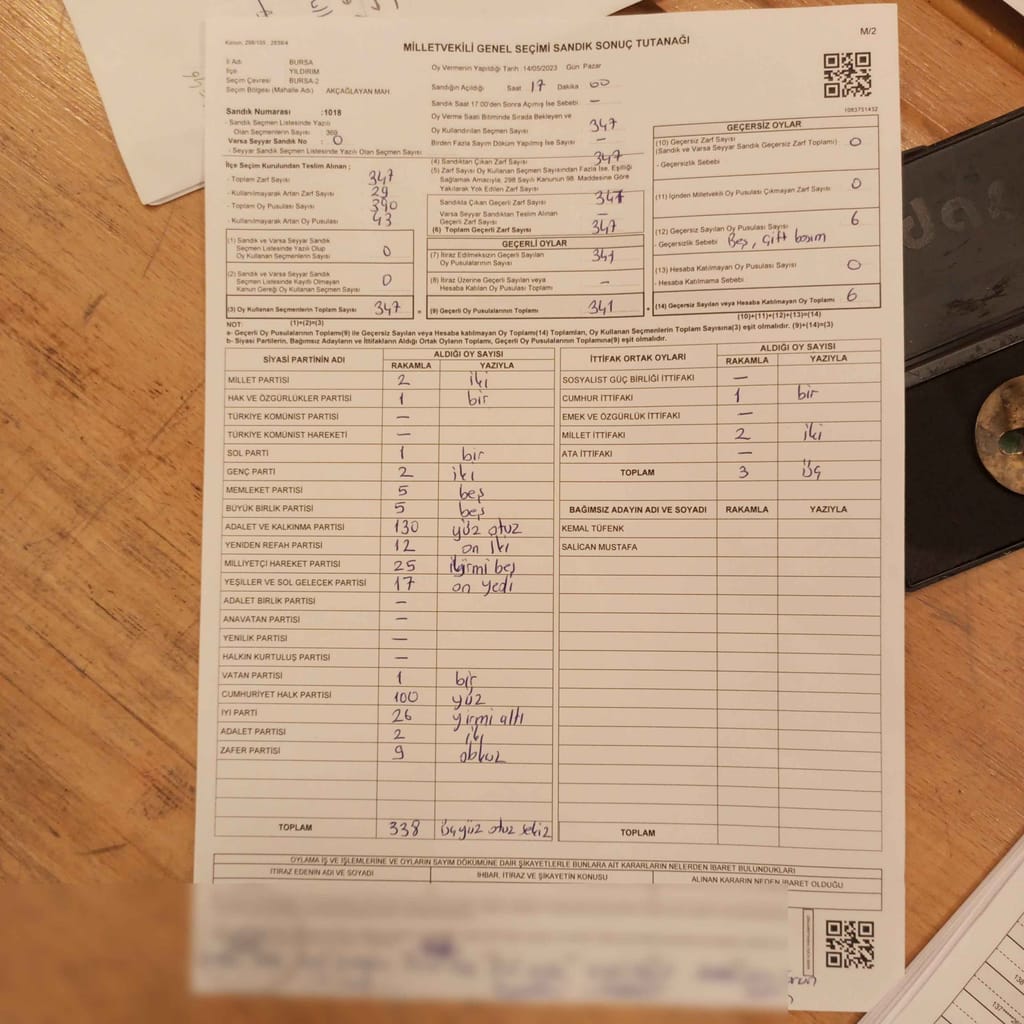 M/2
MİLLETVEKİLİ GENEL SEÇİMİ SANDIK SONUÇ TUTANAĞI
İl Adı BURSA
İlçe YILDIRIM
Seçim Çevresi BURSA-2
Seçim Bölgesi (Mahalle Adı) AKÇAĞLAYAN MAH.
Oy Vermenin Yapıldığı Tarih :14/05/2023 Gün Pazar
Sandığın Açıldığı Saat 17 Dakika 00
Sandık Saat 17:00'den Sonra Açılmış İse Sebebi —
Oy Verme Saati Bitiminde Sırada Bekleyen ve
Oy Kullandırılan Seçmen Sayısı 347
Birden Fazla Sayım Döküm Yapılmış İse Sayısı —
1083751432
Sandık Numarası :1018
- Sandık Seçmen Listesinde Yazılı
Olan Seçmenlerin Sayısı : 369
Varsa Seyyar Sandık No : 0
- Seyyar Sandık Seçmen Listesinde Yazılı Olan Seçmen Sayısı
İlçe Seçim Kurulundan Teslim Alınan ;
- Toplam Zarf Sayısı 347
- Kullanılmayarak Artan Zarf Sayısı 29
- Toplam Oy Pusulası Sayısı 390
- Kullanılmayarak Artan Oy Pusulası 43
(1) Sandık ve Varsa Seyyar Sandık
Seçmen Listesinde Yazılı Olup
Oy Kullanan Seçmenlerin Sayısı 0
(2) Sandık ve Varsa Seyyar Sandık
Seçmen Listesinde Kayıtlı Olmayan
Kanun Gereği Oy Kullanan Seçmen Sayısı 0
(3) Oy Kullanan Seçmenlerin Toplam Sayısı 347
(1)+(2)=(3)
(4) Sandıktan Çıkan Zarf Sayısı 347
(5) Zarf Sayısı Oy Kullanan Seçmen Sayısından Fazla İse, Eşitliği
Sağlamak Amacıyla, 298 Sayılı Kanunun 98. Maddesine Göre
Yakılarak Yok Edilen Zarf Sayısı
Sandıkta Çıkan Geçerli Zarf Sayısı 347
Varsa Seyyar Sandıktan Teslim Alınan
Geçerli Zarf Sayısı —
(6) Toplam Geçerli Zarf Sayısı 347
GEÇERLİ OYLAR
(7) İtiraz Edilmeksizin Geçerli Sayılan
Oy Pusulalarının Sayısı 341
(8) İtiraz Üzerine Geçerli Sayılan veya
Hesaba Katılan Oy Pusulası Toplamı —
(9) Geçerli Oy Pusulalarının Toplamı 341
GEÇERSİZ OYLAR
(10) Geçersiz Zarf Sayısı
(Sandık ve Varsa Seyyar Sandık Geçersiz Zarf Toplamı) 0
- Geçersizlik Sebebi
(11) İçinden Milletvekili Oy Pusulası Çıkmayan Zarf Sayısı 0
(12) Geçersiz Sayılan Oy Pusulası Sayısı 6
- Geçersizlik Sebebi Beş, çift basım
(13) Hesaba Katılmayan Oy Pusulası Sayısı 0
- Hesaba Katılmama Sebebi
(14) Geçersiz Sayılan veya Hesaba Katılmayan Oy Toplamı 6
(10)+(11)+(12)+(13)=(14)
NOT:
a- Geçerli Oy Pusulalarının Toplamı(9) ile Geçersiz Sayılan veya Hesaba katılmayan Oy Toplamı(14) Toplamları, Oy Kullanan Seçmenlerin Toplam Sayısına(3) eşit olmalıdır. (9)+(14)=(3)
b- Siyasi Partilerin, Bağımsız Adayların ve İttifakların Aldığı Ortak Oyların Toplamı, Geçerli Oy Pusulalarının Toplamına(9) eşit olmalıdır.
SİYASİ PARTİNİN ADI ALDIĞI OY SAYISI
RAKAMLA YAZIYLA
MİLLET PARTİSİ 2 iki
HAK VE ÖZGÜRLÜKLER PARTİSİ 1 bir
TÜRKİYE KOMÜNİST PARTİSİ —
TÜRKİYE KOMÜNİST HAREKETİ —
SOL PARTİ 1 bir
GENÇ PARTİ 2 iki
MEMLEKET PARTİSİ 5 beş
BÜYÜK BİRLİK PARTİSİ 5 beş
ADALET VE KALKINMA PARTİSİ 130 yüz otuz
YENİDEN REFAH PARTİSİ 12 on iki
MİLLİYETÇİ HAREKET PARTİSİ 25 yirmi beş
YEŞİLLER VE SOL GELECEK PARTİSİ 17 on yedi
ADALET BİRLİK PARTİSİ —
ANAVATAN PARTİSİ —
YENİLİK PARTİSİ —
HALKIN KURTULUŞ PARTİSİ —
VATAN PARTİSİ 1 bir
CUMHURİYET HALK PARTİSİ 100 yüz
İYİ PARTİ 26 yirmi altı
ADALET PARTİSİ 2 iki
ZAFER PARTİSİ 9 dokuz
TOPLAM 338 üçyüz otuz sekiz
İTTİFAK ORTAK OYLARI ALDIĞI OY SAYISI
RAKAMLA YAZIYLA
SOSYALİST GÜÇ BİRLİĞİ İTTİFAKI —
CUMHUR İTTİFAKI 1 bir
EMEK VE ÖZGÜRLÜK İTTİFAKI —
MİLLET İTTİFAKI 2 iki
ATA İTTİFAKI —
TOPLAM 3 üç
BAĞIMSIZ ADAYIN ADI VE SOYADI RAKAMLA YAZIYLA
KEMAL TÜFENK
SALİCAN MUSTAFA
TOPLAM
OYLAMA İŞ VE İŞLEMLERİNE VE OYLARIN SAYIM DÖKÜMÜNE DAİR ŞİKAYETLERLE BUNLARA AİT KARARLARIN NELERDEN İBARET BULUNDUKLARI
İTİRAZ EDENİN ADI VE SOYADI İHBAR, İTİRAZ VE ŞİKAYETİN KONUSU ALINAN KARARIN NEDEN İBARET OLDUĞU